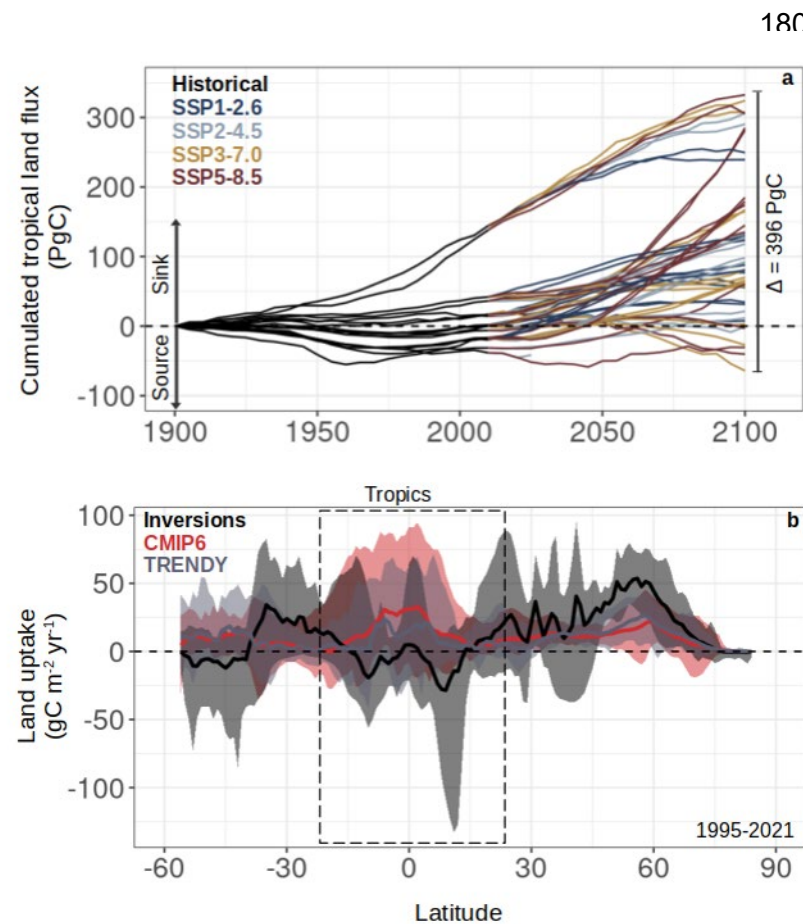 180
a
Historical
SSP1-2.6
SSP2-4.5
SSP3-7.0
SSP5-8.5
Cumulated tropical land flux
(PgC)
300
200
100
0
-100
Sink
Source
Δ = 396 PgC
1900 1950 2000 2050 2100
Tropics
b
Inversions
CMIP6
TRENDY
Land uptake
(gC m⁻² yr⁻¹)
100
50
0
-50
-100
1995-2021
-60 -30 0 30 60 90
Latitude